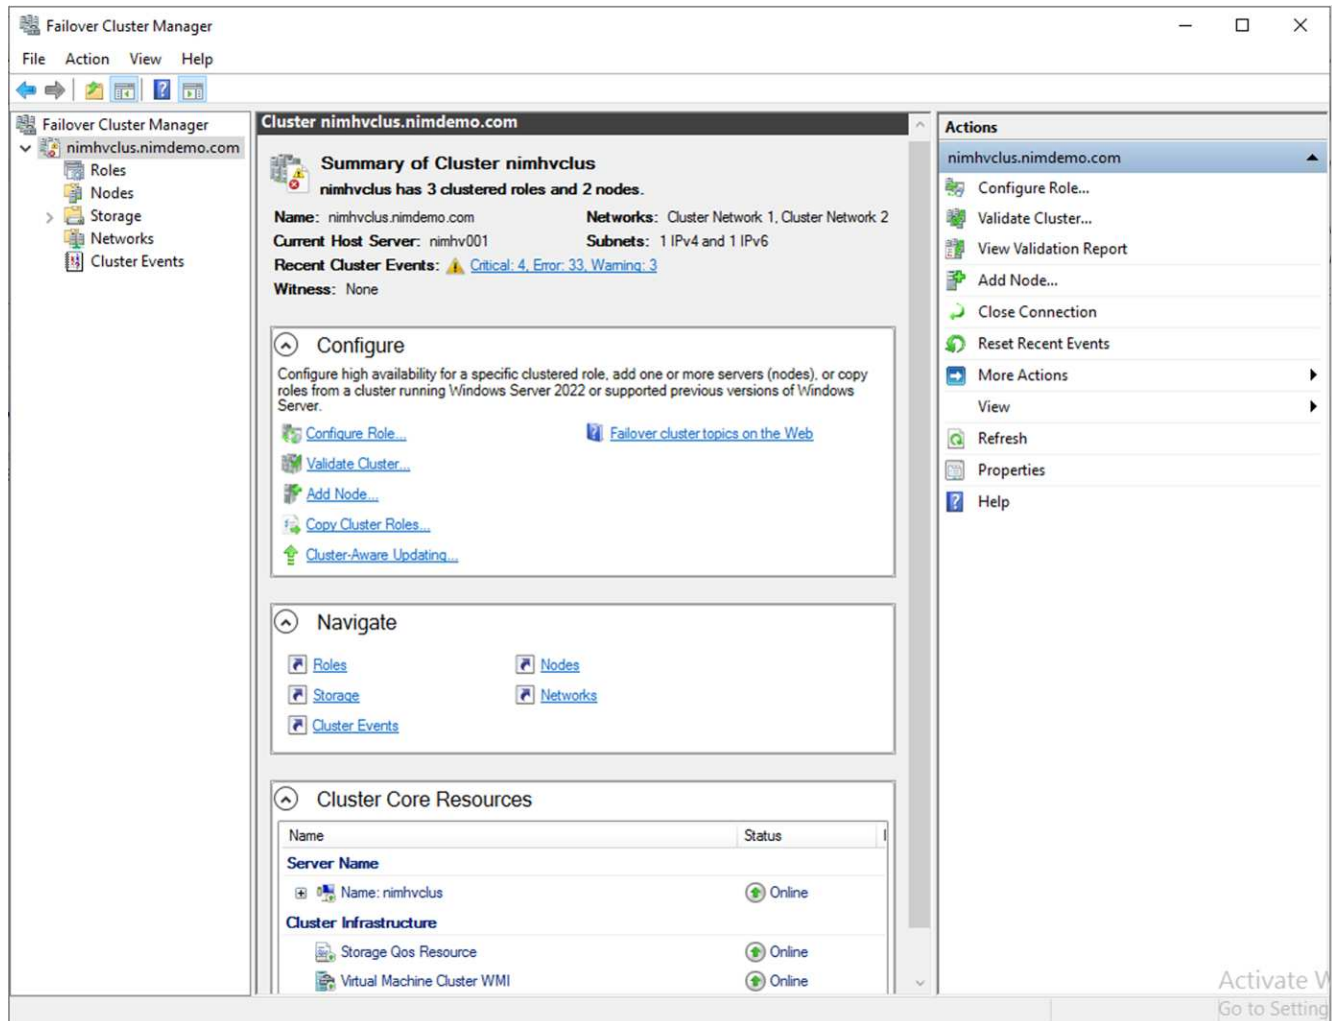 Failover Cluster Manager
File Action View Help
Failover Cluster Manager
nimhvclus.nimdemo.com
Roles
Nodes
Storage
Networks
Cluster Events
Cluster nimhvclus.nimdemo.com
Summary of Cluster nimhvclus
nimhvclus has 3 clustered roles and 2 nodes.
Name: nimhvclus.nimdemo.com
Networks: Cluster Network 1, Cluster Network 2
Current Host Server: nimhv001
Subnets: 1 IPv4 and 1 IPv6
Recent Cluster Events: Critical: 4, Error: 33, Warning: 3
Witness: None
Configure
Configure high availability for a specific clustered role, add one or more servers (nodes), or copy
roles from a cluster running Windows Server 2022 or supported previous versions of Windows
Server.
Configure Role...
Failover cluster topics on the Web
Validate Cluster...
Add Node...
Copy Cluster Roles...
Cluster-Aware Updating...
Navigate
Roles
Nodes
Storage
Networks
Cluster Events
Cluster Core Resources
Name Status
Server Name
Name: nimhvclus Online
Cluster Infrastructure
Storage Qos Resource Online
Virtual Machine Cluster WMI Online
Actions
nimhvclus.nimdemo.com
Configure Role...
Validate Cluster...
View Validation Report
Add Node...
Close Connection
Reset Recent Events
More Actions
View
Refresh
Properties
Help
Activate W
Go to Setting